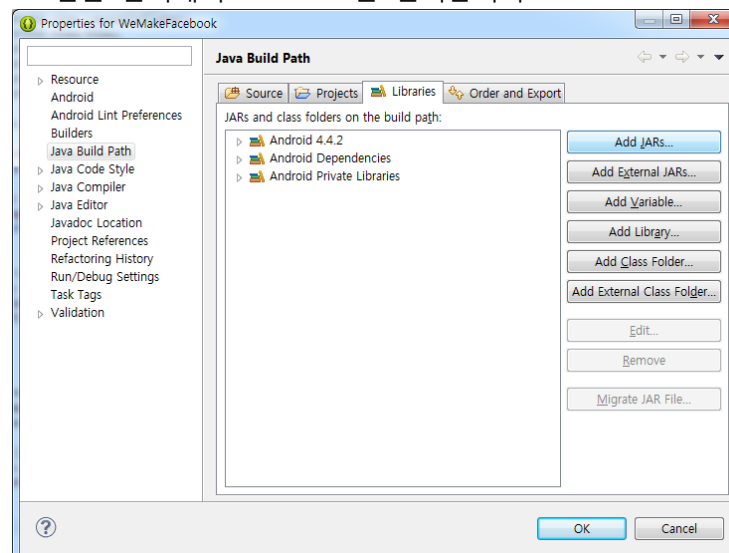 Properties for WeMakeFacebook
Java Build Path
Resource
Android
Android Lint Preferences
Builders
Java Build Path
Java Code Style
Java Compiler
Java Editor
Javadoc Location
Project References
Refactoring History
Run/Debug Settings
Task Tags
Validation
Source
Projects
Libraries
Order and Export
JARs and class folders on the build path:
Android 4.4.2
Android Dependencies
Android Private Libraries
Add JARs...
Add External JARs...
Add Variable...
Add Library...
Add Class Folder...
Add External Class Folder...
Edit...
Remove
Migrate JAR File...
OK
Cancel